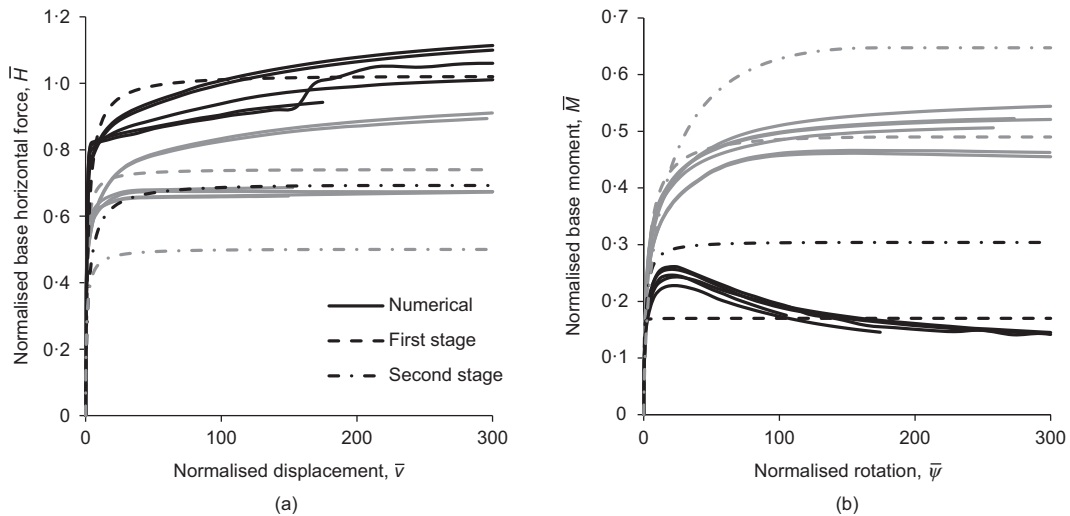 1·2
1·0
0·8
0·6
0·4
0·2
0
0
100
200
300
Normalised base horizontal force, H̅
Normalised displacement, v̅
Numerical
First stage
Second stage
(a)
0·7
0·6
0·5
0·4
0·3
0·2
0·1
0
0
100
200
300
Normalised base moment, M̅
Normalised rotation, ψ̅
(b)